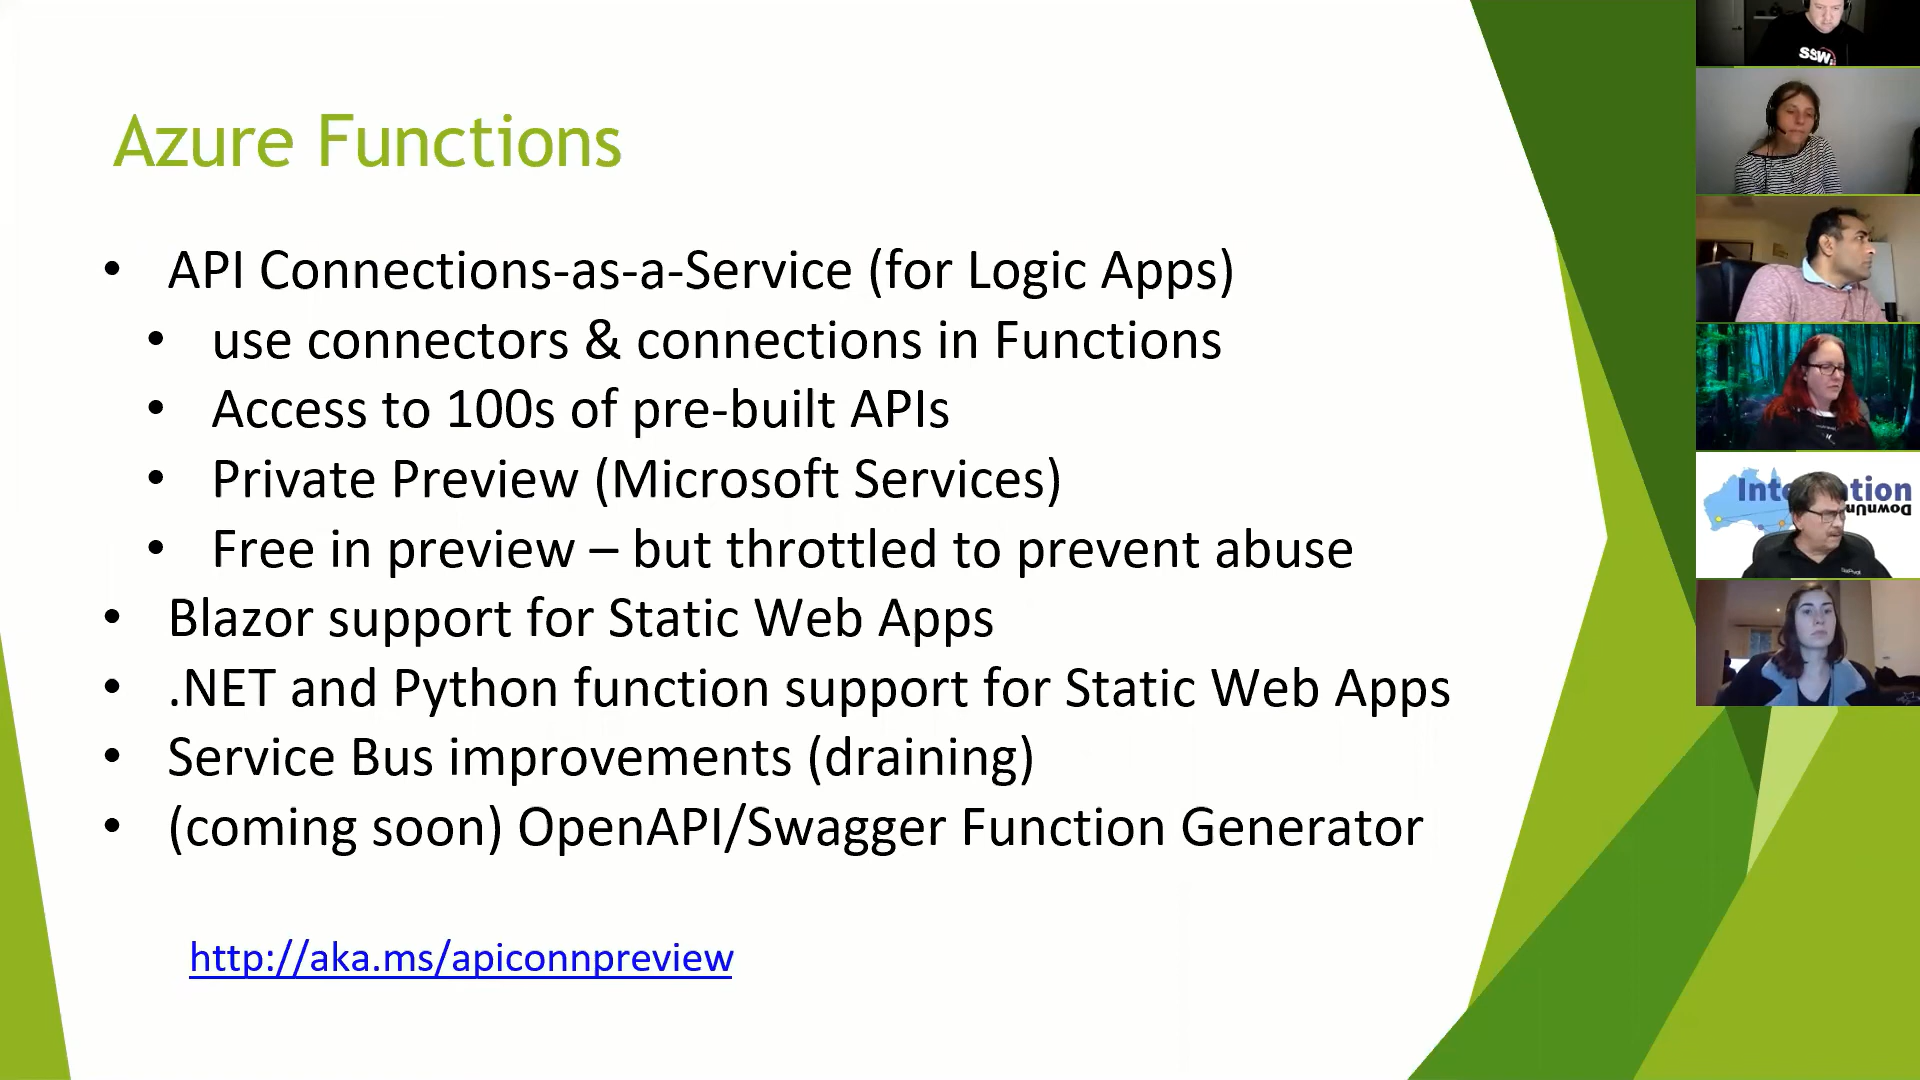 Azure Functions
• API Connections-as-a-Service (for Logic Apps)
• use connectors & connections in Functions
• Access to 100s of pre-built APIs
• Private Preview (Microsoft Services)
• Free in preview – but throttled to prevent abuse
• Blazor support for Static Web Apps
• .NET and Python function support for Static Web Apps
• Service Bus improvements (draining)
• (coming soon) OpenAPI/Swagger Function Generator
http://aka.ms/apiconnpreview
SSW